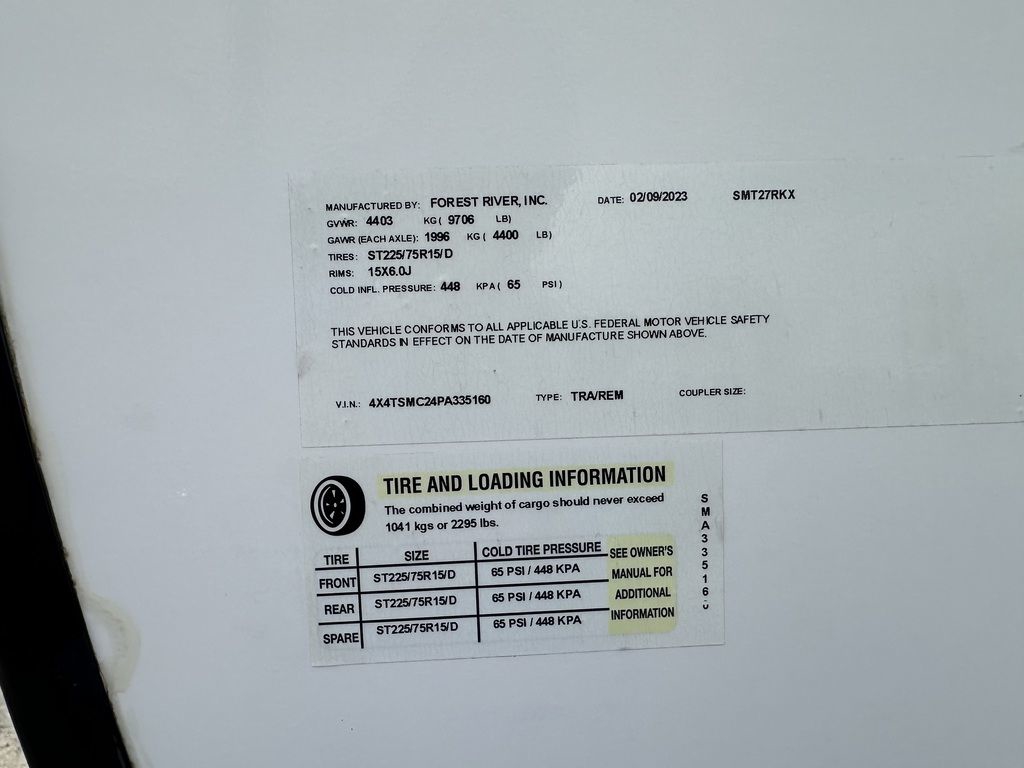 MANUFACTURED BY: FOREST RIVER, INC. DATE: 02/09/2023 SMT27RKX
GVWR: 4403 KG ( 9706 LB)
GAWR (EACH AXLE): 1996 KG ( 4400 LB)
TIRES: ST225/75R15/D
RIMS: 15X6.0J
COLD INFL. PRESSURE: 448 KPA ( 65 PSI )
THIS VEHICLE CONFORMS TO ALL APPLICABLE U.S. FEDERAL MOTOR VEHICLE SAFETY
STANDARDS IN EFFECT ON THE DATE OF MANUFACTURE SHOWN ABOVE.
V.I.N.: 4X4TSMC24PA335160 TYPE: TRA/REM COUPLER SIZE:
TIRE AND LOADING INFORMATION
The combined weight of cargo should never exceed
1041 kgs or 2295 lbs.
TIRE SIZE COLD TIRE PRESSURE
FRONT ST225/75R15/D 65 PSI / 448 KPA
REAR ST225/75R15/D 65 PSI / 448 KPA
SPARE ST225/75R15/D 65 PSI / 448 KPA
SEE OWNER'S
MANUAL FOR
ADDITIONAL
INFORMATION
SMA335160